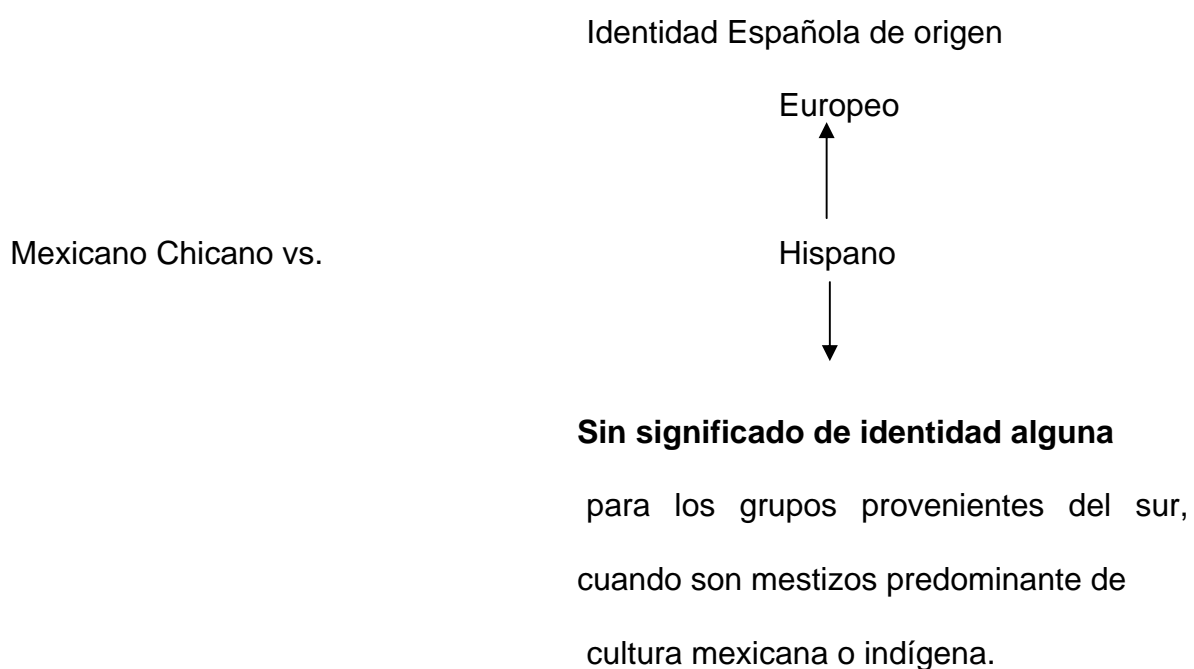 Identidad Española de origen
Europeo
Mexicano Chicano vs. Hispano
Sin significado de identidad alguna
para los grupos provenientes del sur,
cuando son mestizos predominante de
cultura mexicana o indígena.